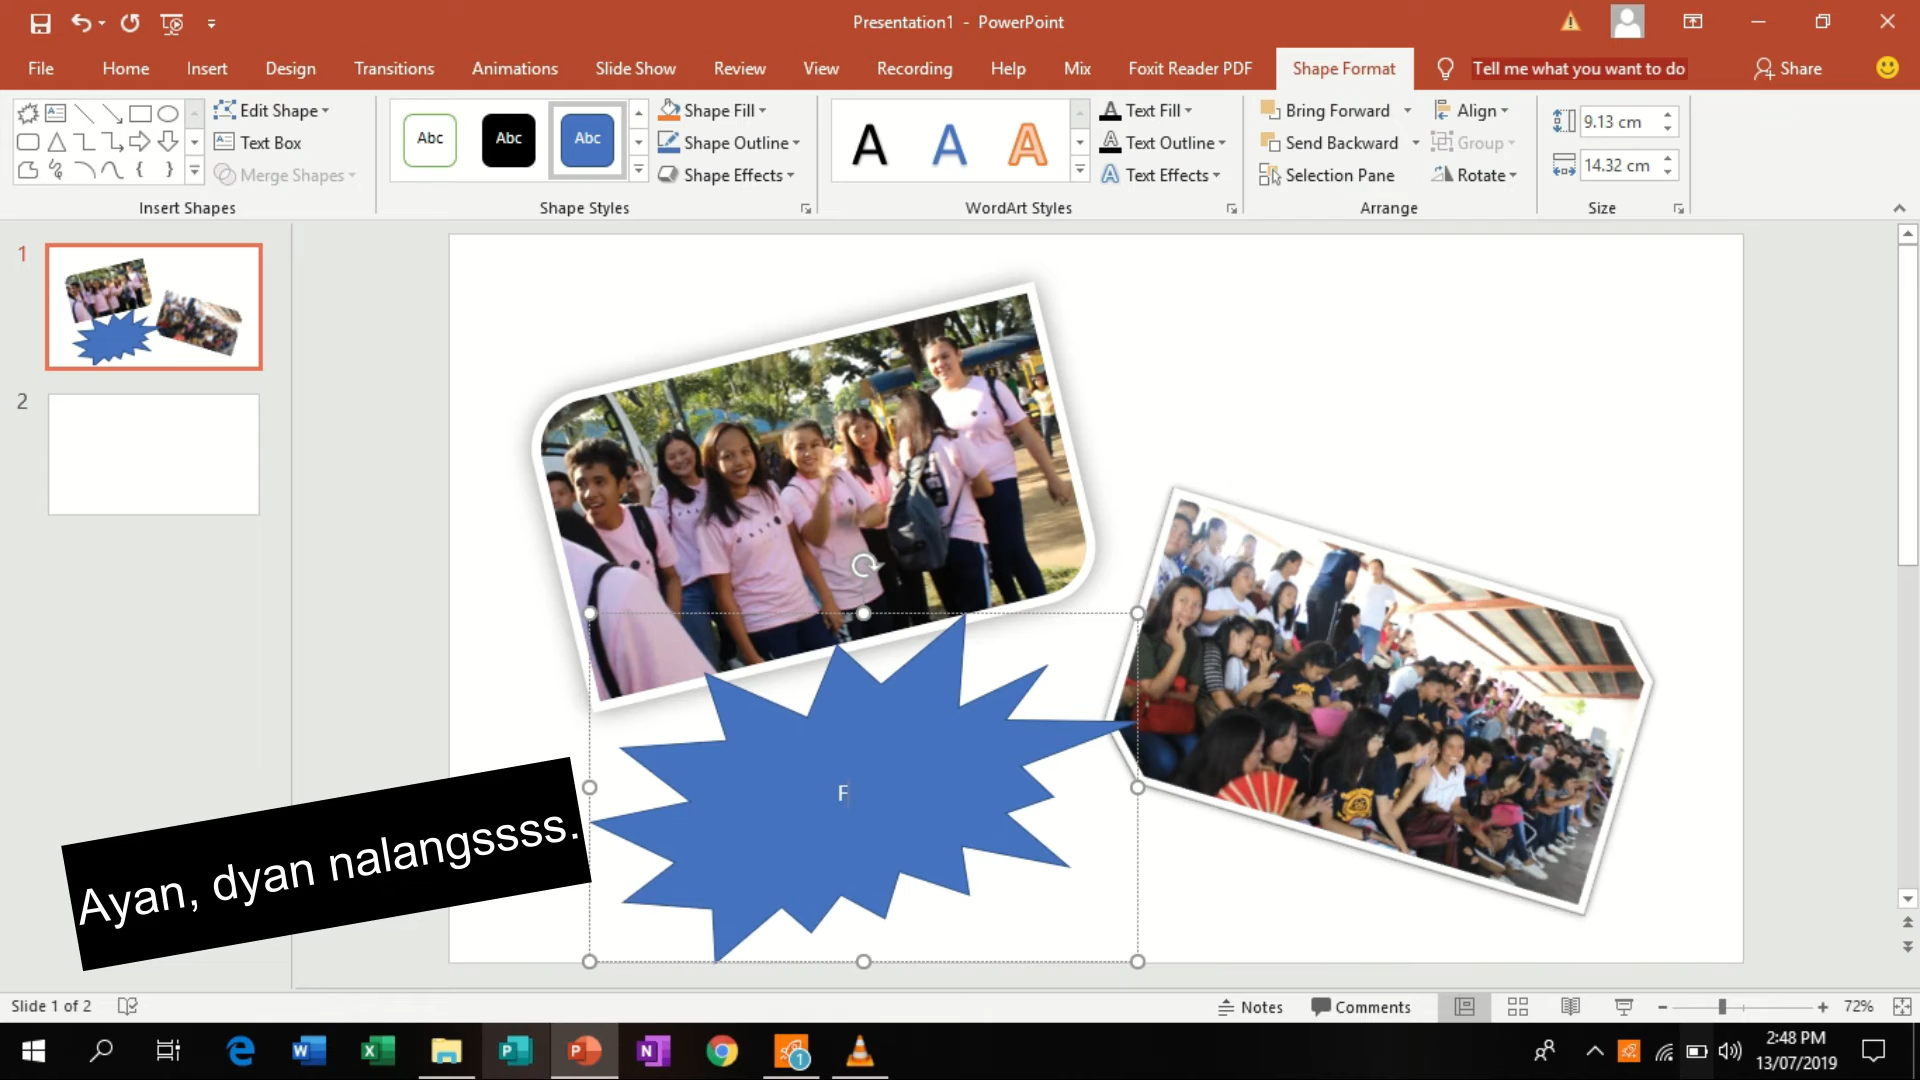 Presentation1 - PowerPoint
File Home Insert Design Transitions Animations Slide Show Review View Recording Help Mix Foxit Reader PDF Shape Format Tell me what you want to do Share
Edit Shape
Text Box
Merge Shapes
Insert Shapes
Abc Abc Abc
Shape Fill
Shape Outline
Shape Effects
Shape Styles
A A A
Text Fill
Text Outline
Text Effects
WordArt Styles
Bring Forward
Send Backward
Selection Pane
Align
Group
Rotate
Arrange
9.13 cm
14.32 cm
Size
1
2
F
Ayan, dyan nalangssss.
Slide 1 of 2
Notes Comments 72%
2:48 PM
13/07/2019